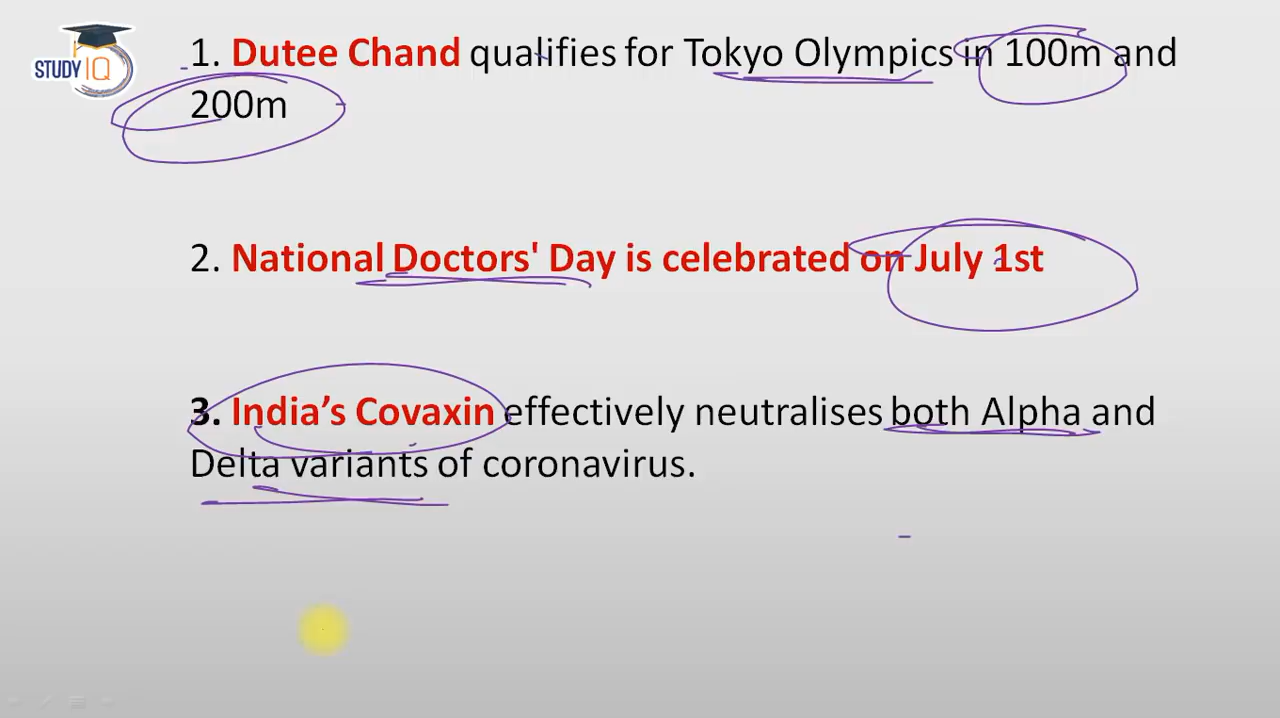 STUDY IQ
1. Dutee Chand qualifies for Tokyo Olympics in 100m and
200m
2. National Doctors' Day is celebrated on July 1st
3. India’s Covaxin effectively neutralises both Alpha and
Delta variants of coronavirus.